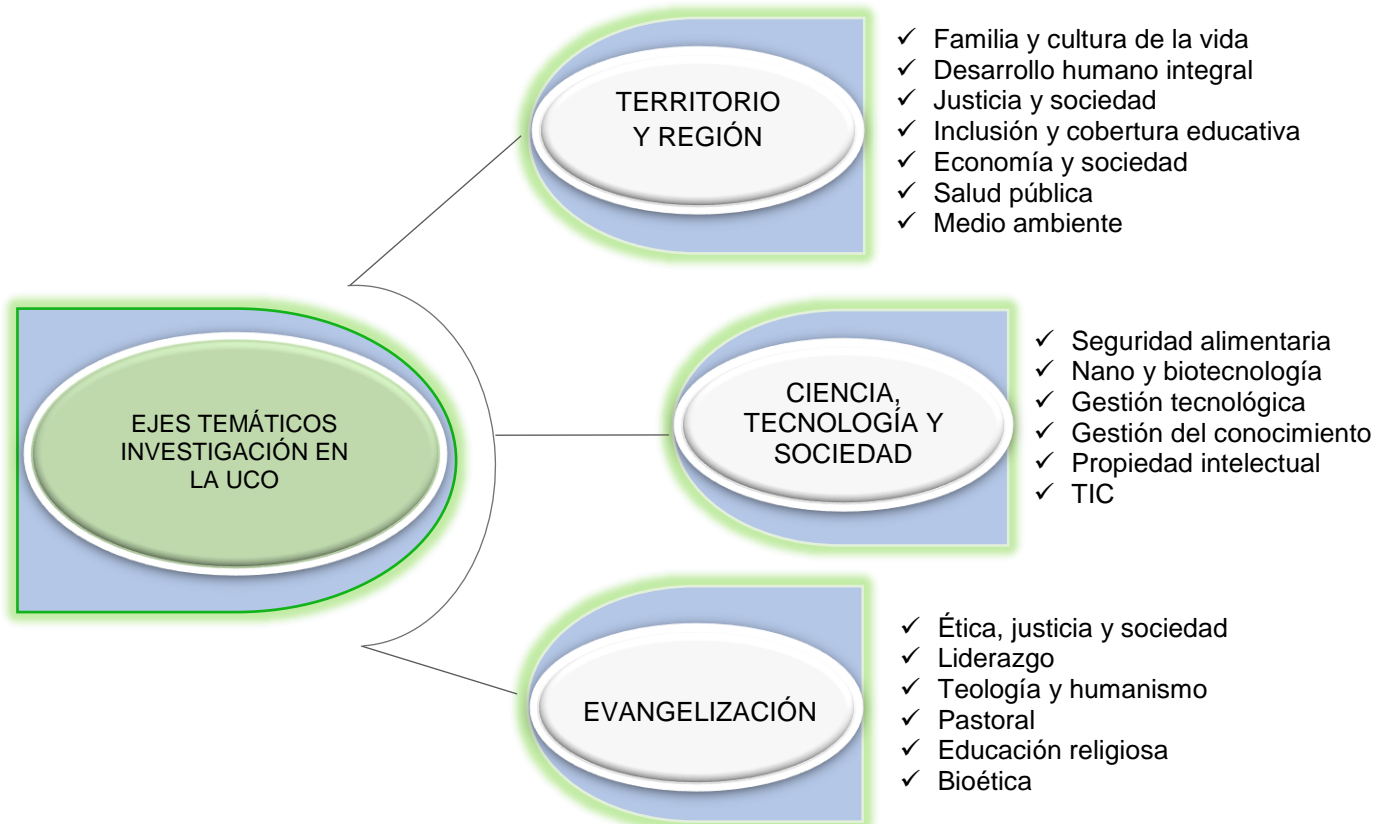 TERRITORIO
Y REGIÓN
✓ Familia y cultura de la vida
✓ Desarrollo humano integral
✓ Justicia y sociedad
✓ Inclusión y cobertura educativa
✓ Economía y sociedad
✓ Salud pública
✓ Medio ambiente
EJES TEMÁTICOS
INVESTIGACIÓN EN
LA UCO
CIENCIA,
TECNOLOGÍA Y
SOCIEDAD
✓ Seguridad alimentaria
✓ Nano y biotecnología
✓ Gestión tecnológica
✓ Gestión del conocimiento
✓ Propiedad intelectual
✓ TIC
EVANGELIZACIÓN
✓ Ética, justicia y sociedad
✓ Liderazgo
✓ Teología y humanismo
✓ Pastoral
✓ Educación religiosa
✓ Bioética